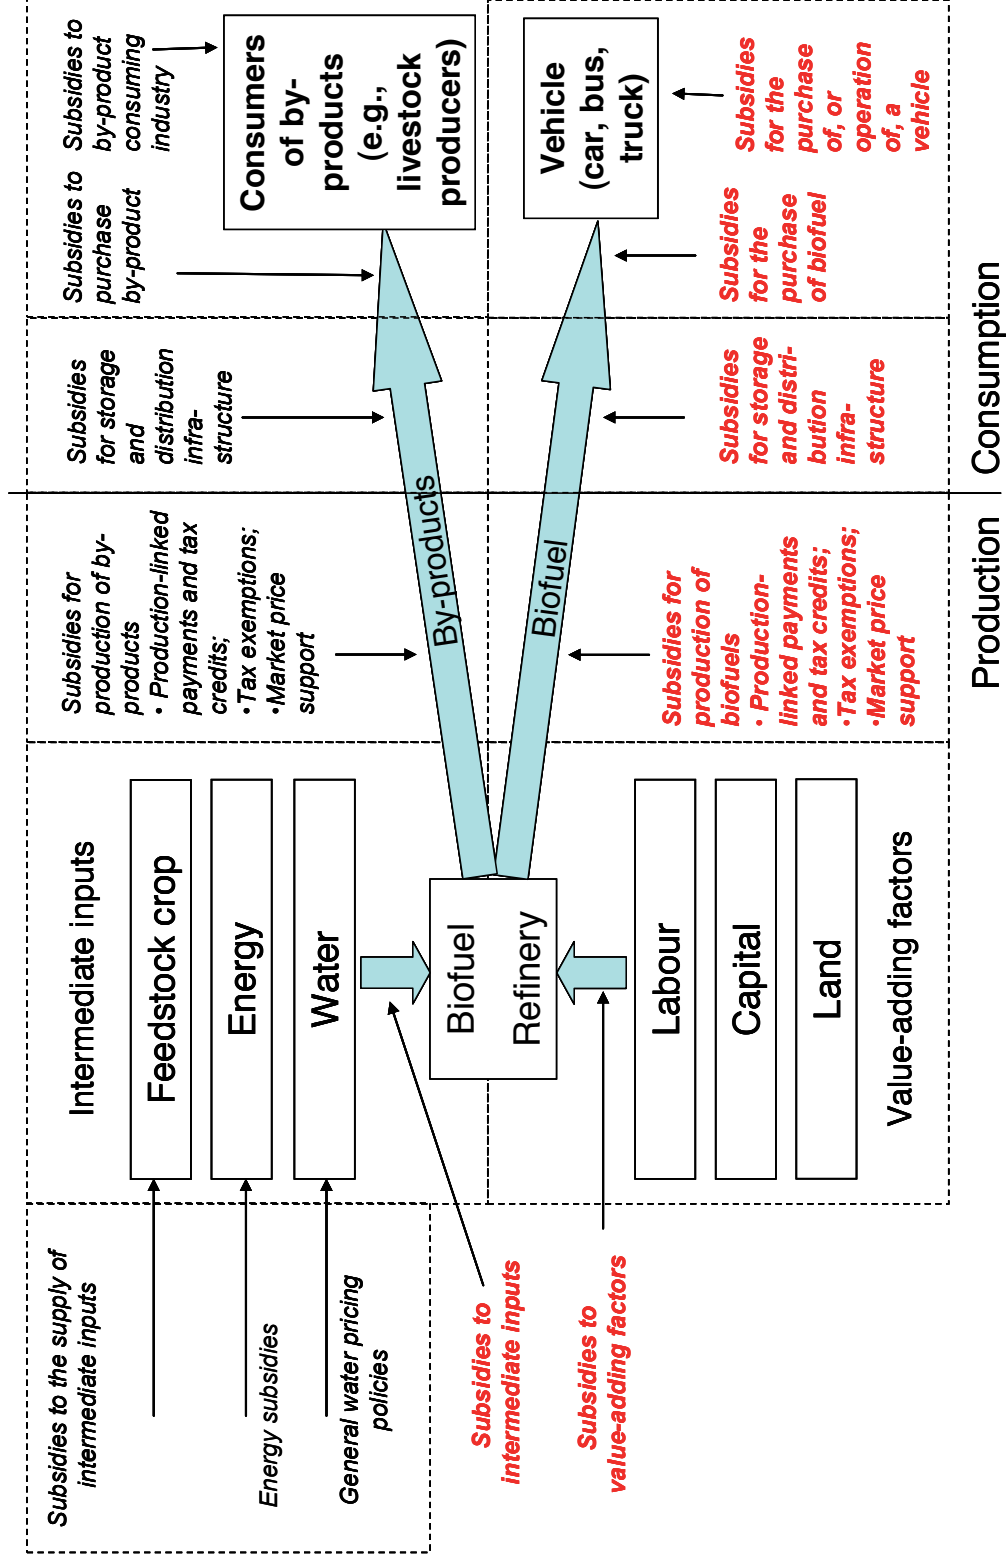 Subsidies to the supply of
intermediate inputs
Energy subsidies
General water pricing
policies
Subsidies to
intermediate inputs
Subsidies to
value-adding factors
Intermediate inputs
Feedstock crop
Energy
Water
Biofuel
Refinery
Labour
Capital
Land
Value-adding factors
Subsidies for
production of by-
products
• Production-linked
payments and tax
credits;
•Tax exemptions;
•Market price
support
By-products
Biofuel
Subsidies for
production of
biofuels
• Production-
linked payments
and tax credits;
•Tax exemptions;
•Market price
support
Subsidies
for storage
and
distribution
infra-
structure
Subsidies
for storage
and distri-
bution
infra-
structure
Subsidies to
purchase
by-product
Subsidies to
by-product
consuming
industry
Consumers
of by-
products
(e.g.,
livestock
producers)
Vehicle
(car, bus,
truck)
Subsidies
for the
purchase
of biofuel
Subsidies
for the
purchase
of, or
operation
of, a
vehicle
Production
Consumption